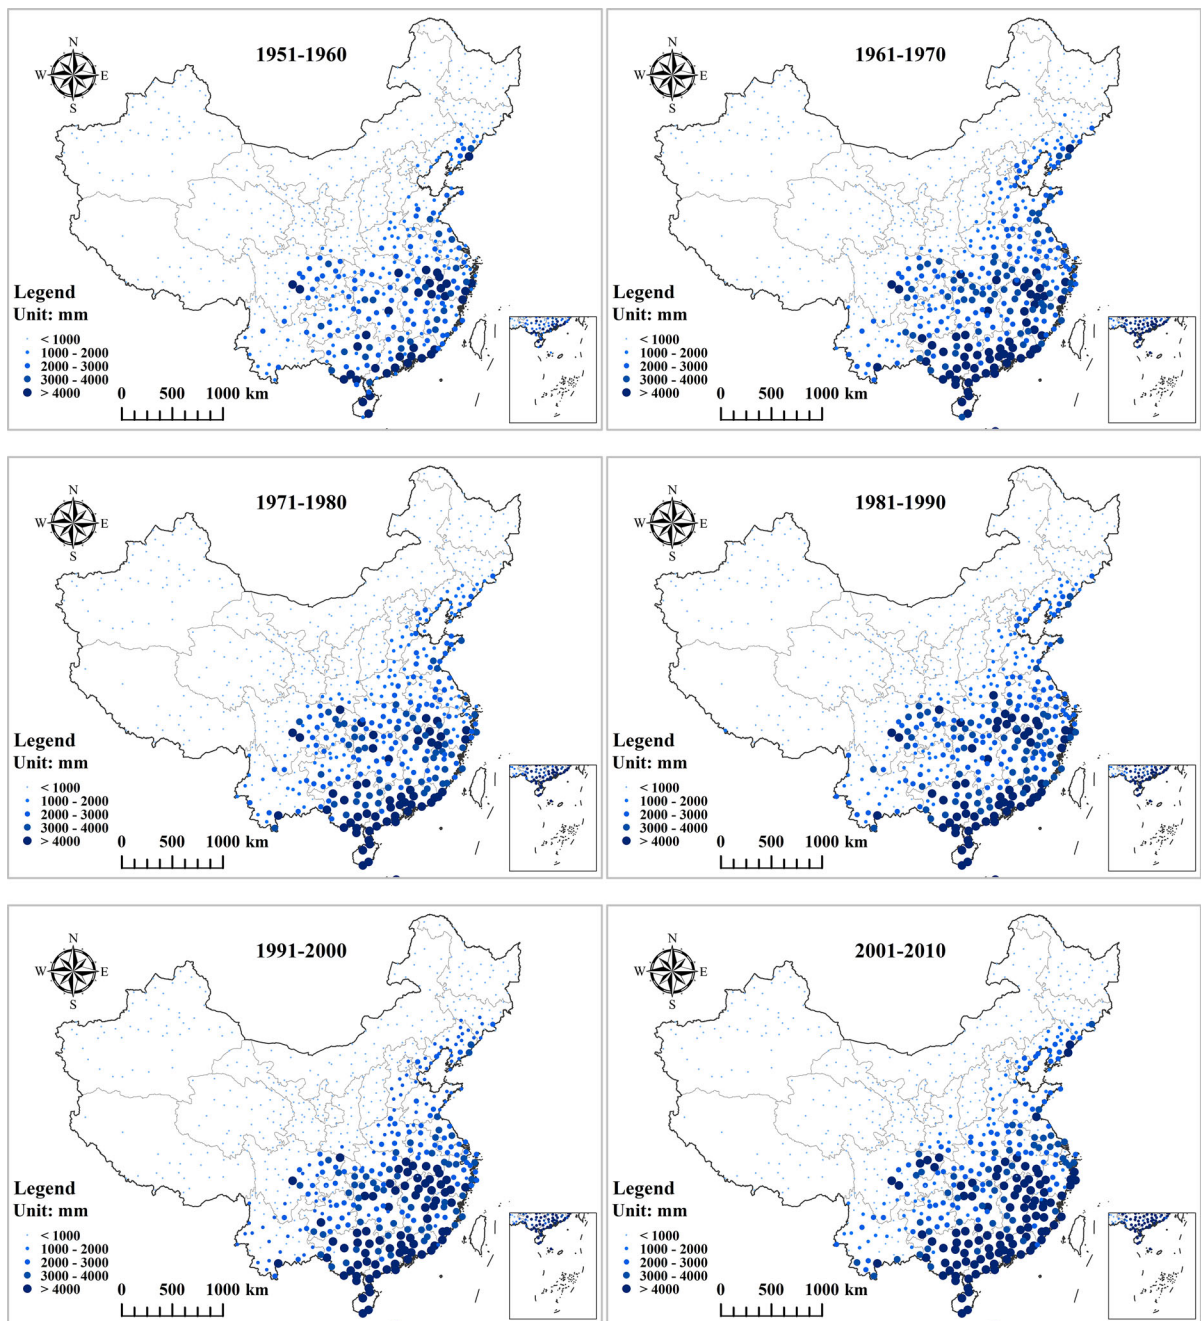 1951-1960
N
W E
S
Legend
Unit: mm
< 1000
1000 - 2000
2000 - 3000
3000 - 4000
> 4000
0 500 1000 km
1961-1970
N
W E
S
Legend
Unit: mm
< 1000
1000 - 2000
2000 - 3000
3000 - 4000
> 4000
0 500 1000 km
1971-1980
N
W E
S
Legend
Unit: mm
< 1000
1000 - 2000
2000 - 3000
3000 - 4000
> 4000
0 500 1000 km
1981-1990
N
W E
S
Legend
Unit: mm
< 1000
1000 - 2000
2000 - 3000
3000 - 4000
> 4000
0 500 1000 km
1991-2000
N
W E
S
Legend
Unit: mm
< 1000
1000 - 2000
2000 - 3000
3000 - 4000
> 4000
0 500 1000 km
2001-2010
N
W E
S
Legend
Unit: mm
< 1000
1000 - 2000
2000 - 3000
3000 - 4000
> 4000
0 500 1000 km